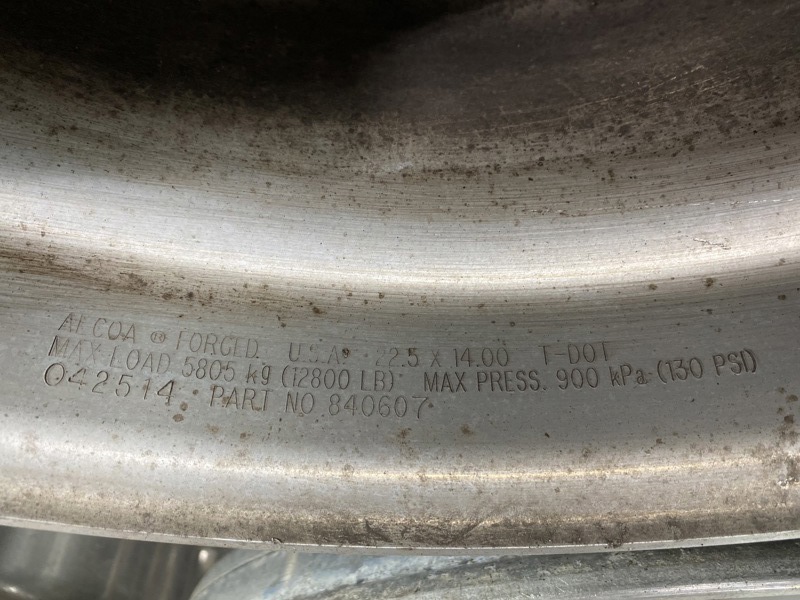 ALCOA ® FORGED. U.S.A. 22.5 x 14.00 T-DOT
MAX LOAD 5805 kg (12800 LB) MAX PRESS. 900 kPa (130 PSI)
042514 PART NO 840607